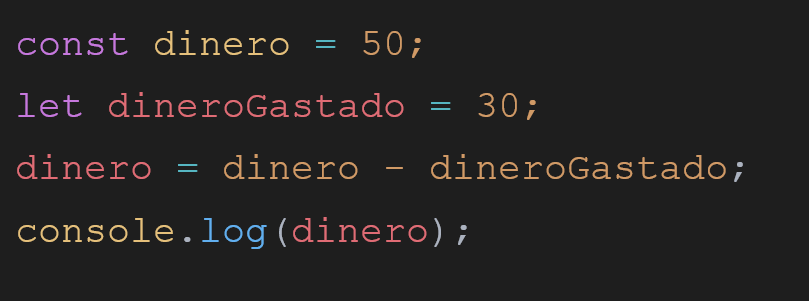 const dinero = 50;
let dineroGastado = 30;
dinero = dinero - dineroGastado;
console.log(dinero);